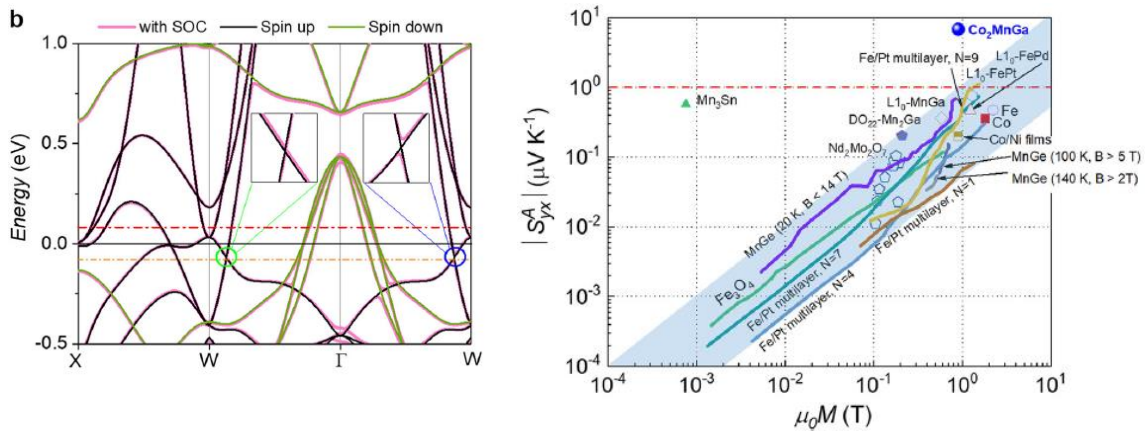 b
with SOC
Spin up
Spin down
1.0
0.5
0.0
-0.5
Energy (eV)
X
W
Γ
W
10¹
10⁰
10⁻¹
10⁻²
10⁻³
10⁻⁴
| S^A_yx | (μV K⁻¹)
Co₂MnGa
L1₀-FePd
Fe/Pt multilayer, N=9
L1₀-FePt
Mn₃Sn
L1₀-MnGa
Fe
DO₂₂-Mn₂Ga
Co
Co/Ni films
Nd₂Mo₂O₇
MnGe (100 K, B > 5 T)
MnGe (140 K, B > 2T)
MnGe (20 K, B < 14 T)
Fe/Pt multilayer, N=1
Fe₃O₄
Fe/Pt multilayer, N=7
Fe/Pt multilayer, N=4
10⁻⁴
10⁻³
10⁻²
10⁻¹
10⁰
10¹
μ₀M (T)